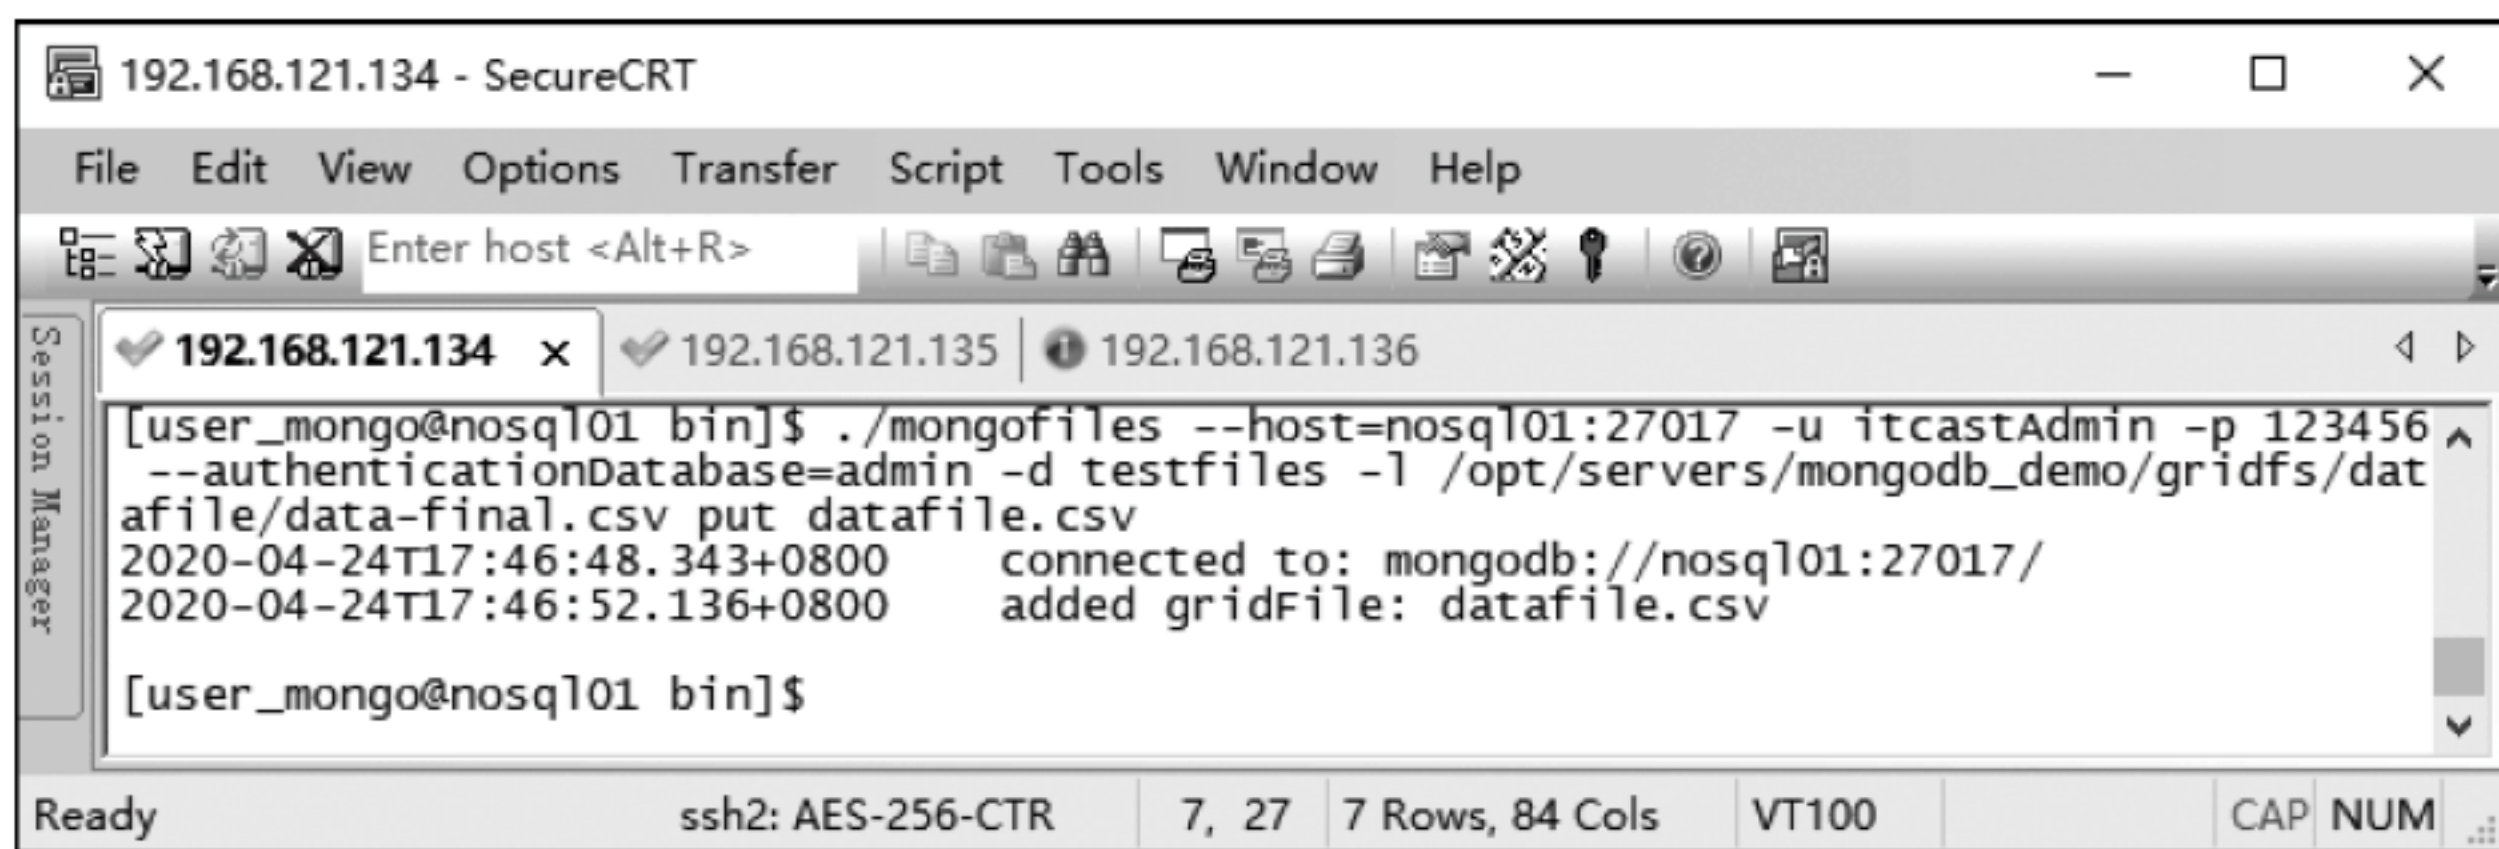 192.168.121.134 - SecureCRT
File Edit View Options Transfer Script Tools Window Help
Enter host <Alt+R>
Session Manager
192.168.121.134 192.168.121.135 192.168.121.136
[user_mongo@nosql01 bin]$ ./mongofiles --host=nosql01:27017 -u itcastAdmin -p 123456
 --authenticationDatabase=admin -d testfiles -l /opt/servers/mongodb_demo/gridfs/dat
afile/data-final.csv put datafile.csv
2020-04-24T17:46:48.343+0800 connected to: mongodb://nosql01:27017/
2020-04-24T17:46:52.136+0800 added gridFile: datafile.csv
[user_mongo@nosql01 bin]$
Ready ssh2: AES-256-CTR 7, 27 7 Rows, 84 Cols VT100 CAP NUM